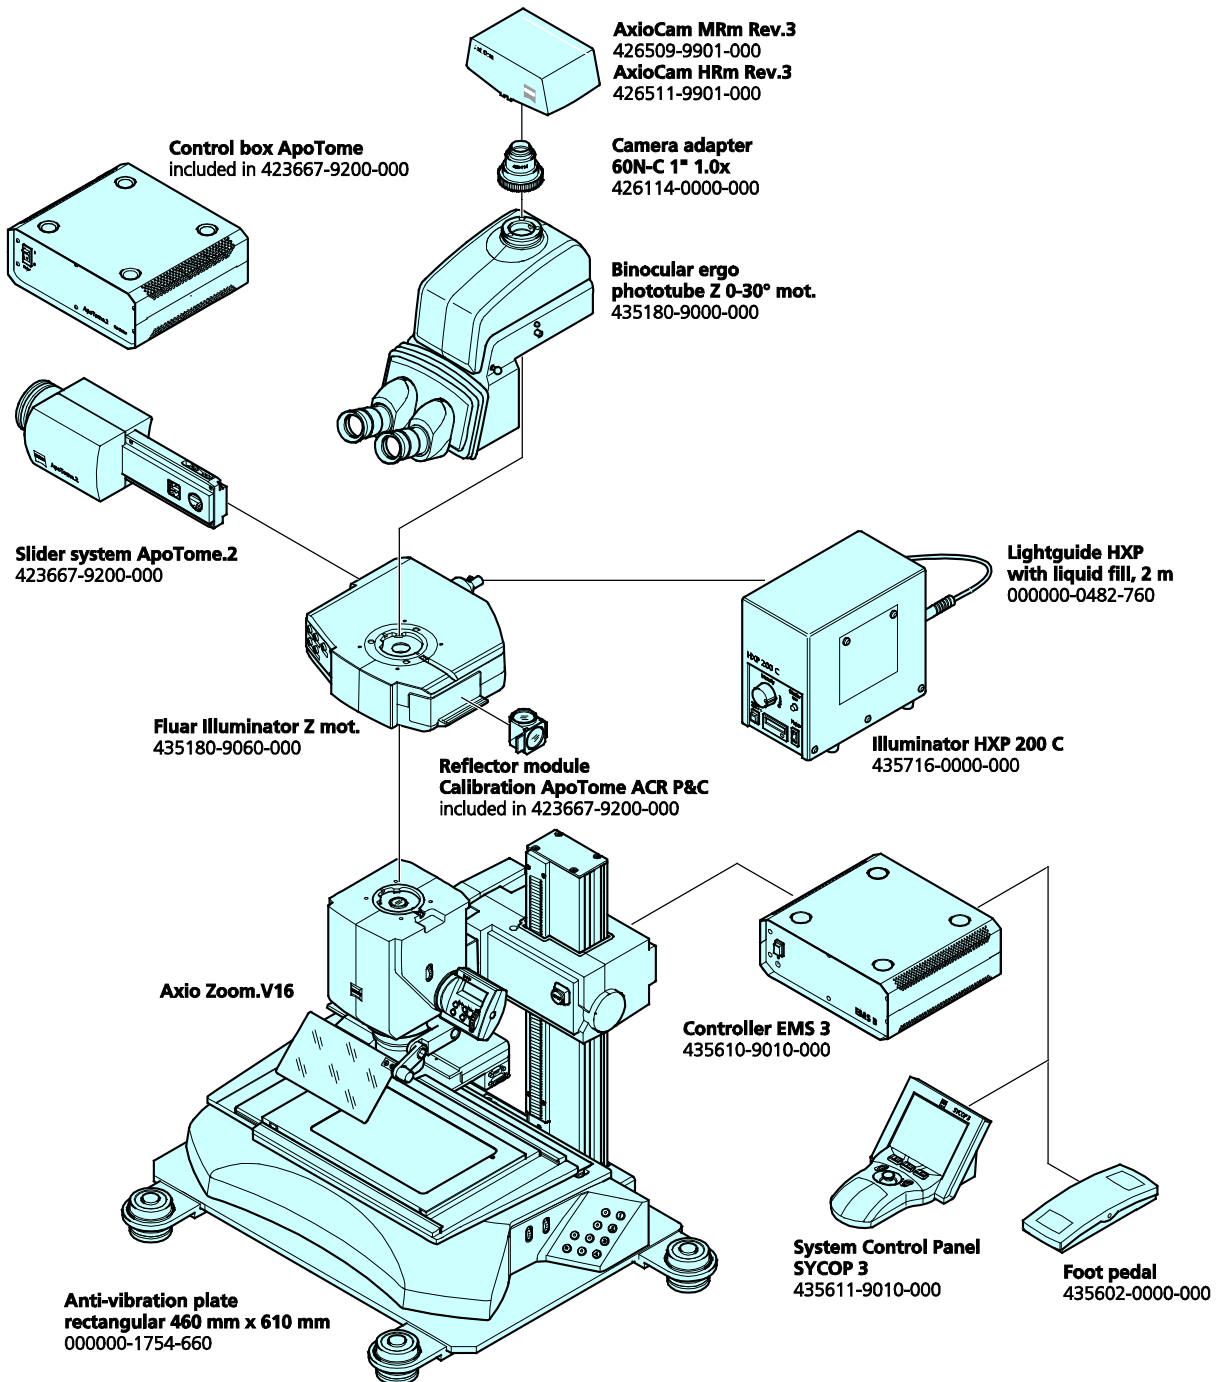 AxioCam MRm Rev.3
426509-9901-000
AxioCam HRm Rev.3
426511-9901-000
Control box ApoTome
included in 423667-9200-000
Camera adapter
60N-C 1" 1.0x
426114-0000-000
Binocular ergo
phototube Z 0-30° mot.
435180-9000-000
ApoTome.2
ApoTome.2
Slider system ApoTome.2
423667-9200-000
Lightguide HXP
with liquid fill, 2 m
000000-0482-760
HXP 200 C
Fluar Illuminator Z mot.
435180-9060-000
Illuminator HXP 200 C
435716-0000-000
Reflector module
Calibration ApoTome ACR P&C
included in 423667-9200-000
Axio Zoom.V16
EMS 3
Controller EMS 3
435610-9010-000
SYCOP 3
System Control Panel
SYCOP 3
435611-9010-000
Foot pedal
435602-0000-000
Anti-vibration plate
rectangular 460 mm x 610 mm
000000-1754-660